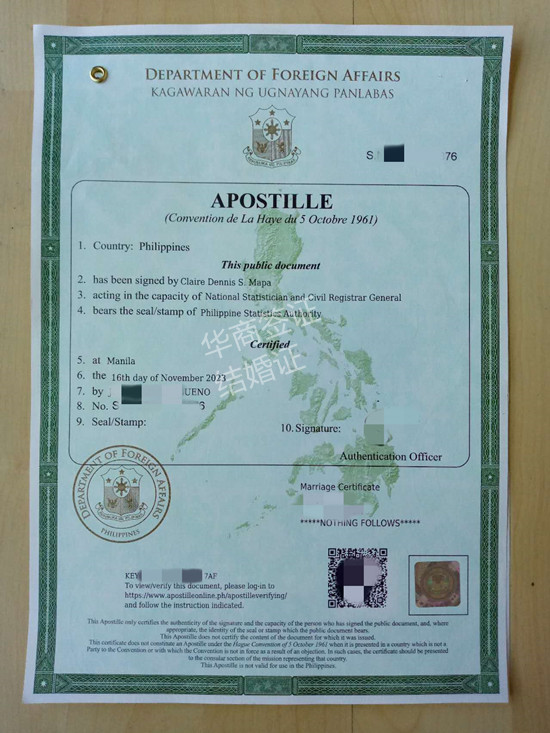 DEPARTMENT OF FOREIGN AFFAIRS
KAGAWARAN NG UGNAYANG PANLABAS
S 76
APOSTILLE
(Convention de La Haye du 5 Octobre 1961)
1. Country: Philippines
This public document
2. has been signed by Claire Dennis S. Mapa
3. acting in the capacity of National Statistician and Civil Registrar General
4. bears the seal/stamp of Philippine Statistics Authority
华商签证
结婚证
Certified
5. at Manila
6. the 16th day of November 2023
7. by UENO
8. No. S 6
9. Seal/Stamp:
10. Signature:
Authentication Officer
DEPARTMENT OF FOREIGN AFFAIRS
PHILIPPINES
Marriage Certificate
*****NOTHING FOLLOWS*****
KEY 7AF
To view/verify this document, please log-in to
https://www.apostilleonline.ph/apostilleverifying/
and follow the instruction indicated.
This Apostille only certifies the authenticity of the signature and the capacity of the person who has signed the public document, and, where
appropriate, the identity of the seal or stamp which the public document bears.
This Apostille does not certify the content of the document for which it was issued.
This certificate does not constitute an Apostille under the Hague Convention of 5 October 1961 when it is presented in a country which is not a
Party to the Convention or with which the Convention is not in force as a result of an objection. In such cases, the certificate should be presented
to the consular section of the mission representing that country.
This Apostille is not valid for use in the Philippines.